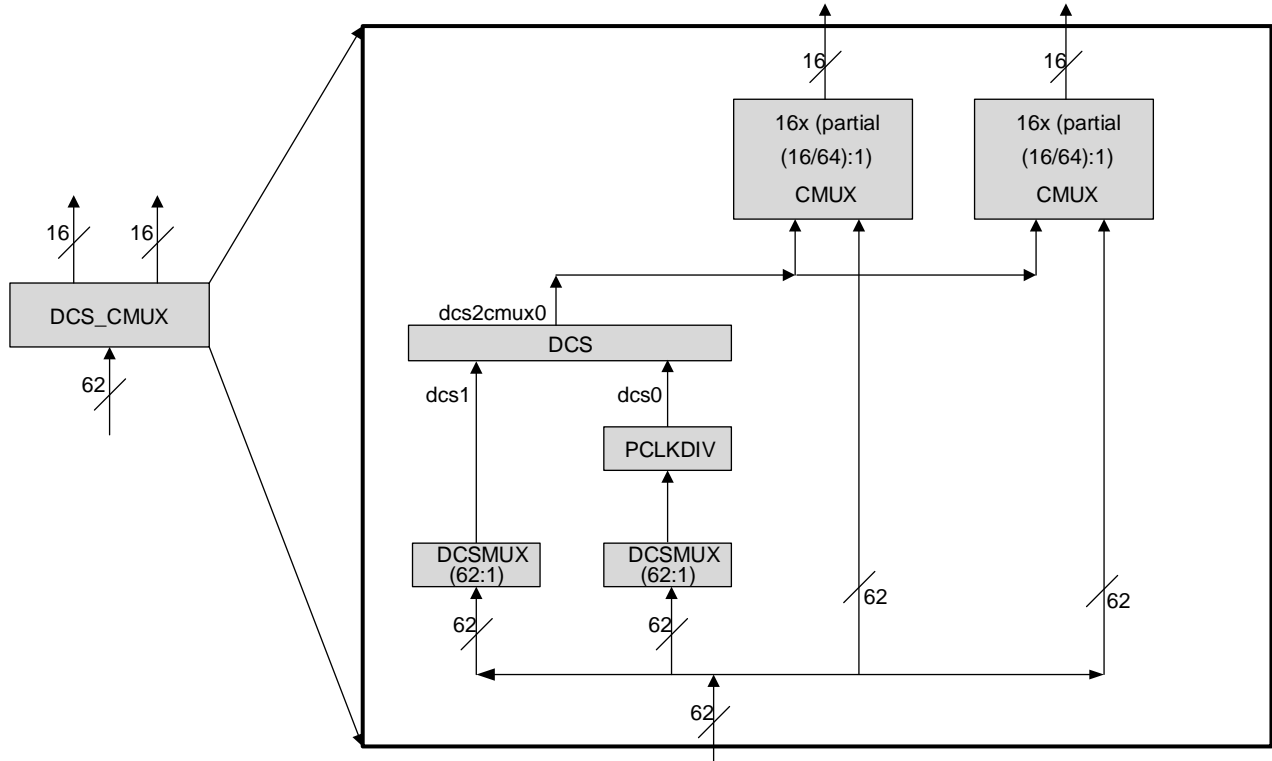 16
16
DCS_CMUX
62
16
16
16x (partial
(16/64):1)
CMUX
16x (partial
(16/64):1)
CMUX
dcs2cmux0
DCS
dcs1
dcs0
PCLKDIV
DCSMUX
(62:1)
DCSMUX
(62:1)
62
62
62
62
62